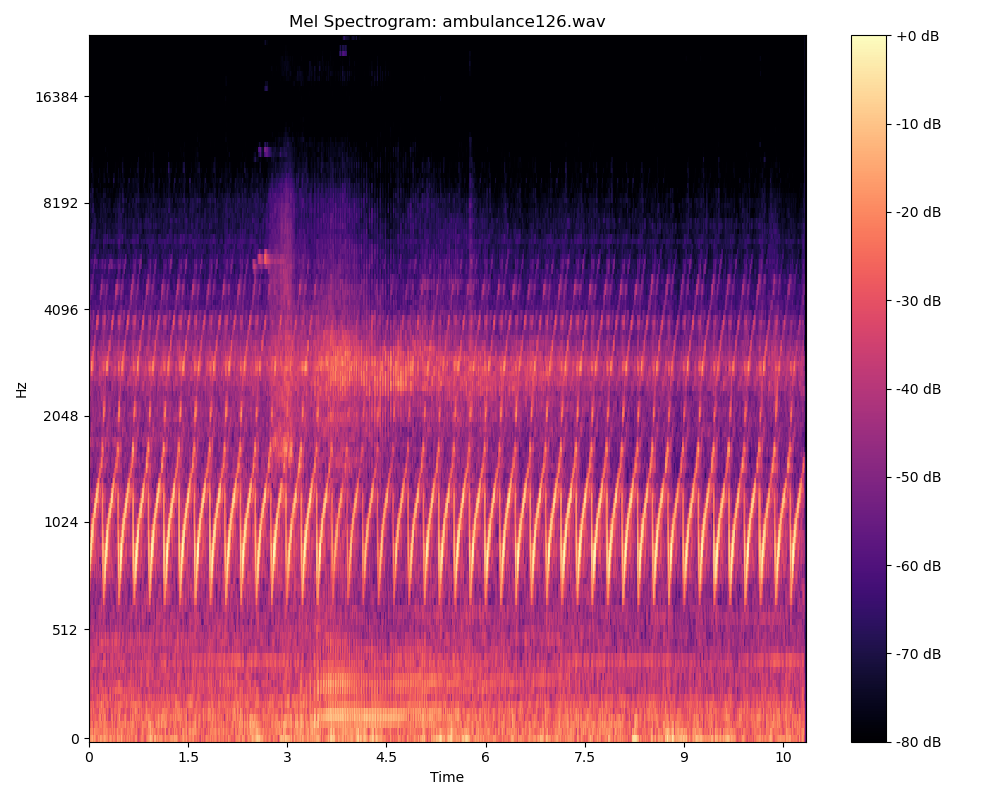 Mel Spectrogram: ambulance126.wav
+0 dB
16384
-10 dB
-20 dB
8192
-30 dB
4096
-40 dB
Hz
2048
-50 dB
1024
-60 dB
512
-70 dB
0
-80 dB
0 1.5 3 4.5 6 7.5 9 10
Time